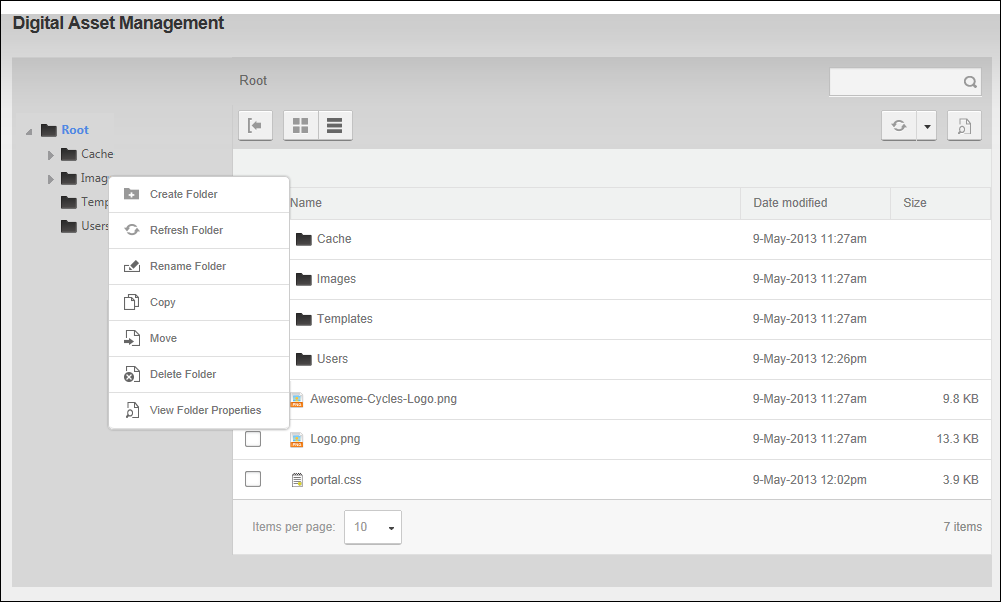 Digital Asset Management
Root
Root
Cache
Imag
Temp
Users
Create Folder
Refresh Folder
Rename Folder
Copy
Move
Delete Folder
View Folder Properties
Name Date modified Size
Cache 9-May-2013 11:27am
Images 9-May-2013 11:27am
Templates 9-May-2013 11:27am
Users 9-May-2013 12:26pm
Awesome-Cycles-Logo.png 9-May-2013 11:27am 9.8 KB
Logo.png 9-May-2013 11:27am 13.3 KB
portal.css 9-May-2013 12:02pm 3.9 KB
Items per page: 10 7 items